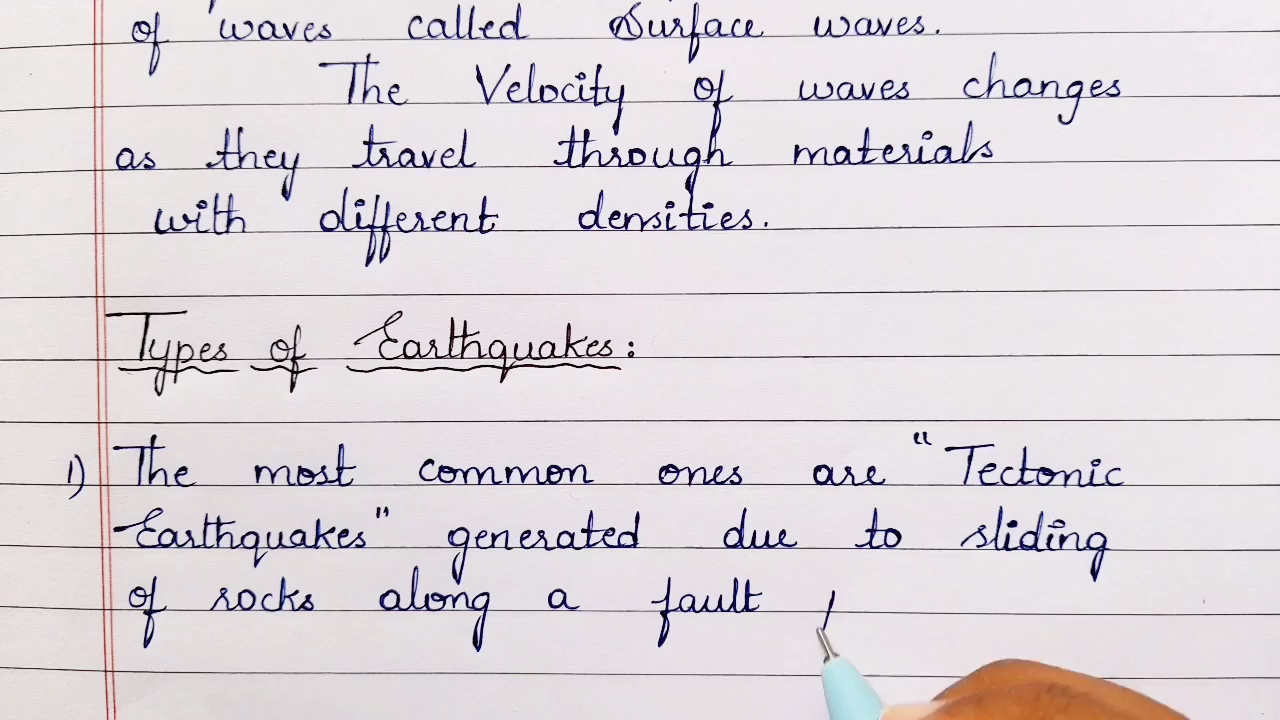 of waves called Surface waves.
The Velocity of waves changes
as they travel through materials
with different densities.
Types of Earthquakes:
1) The most common ones are "Tectonic
Earthquakes" generated due to sliding
of rocks along a fault